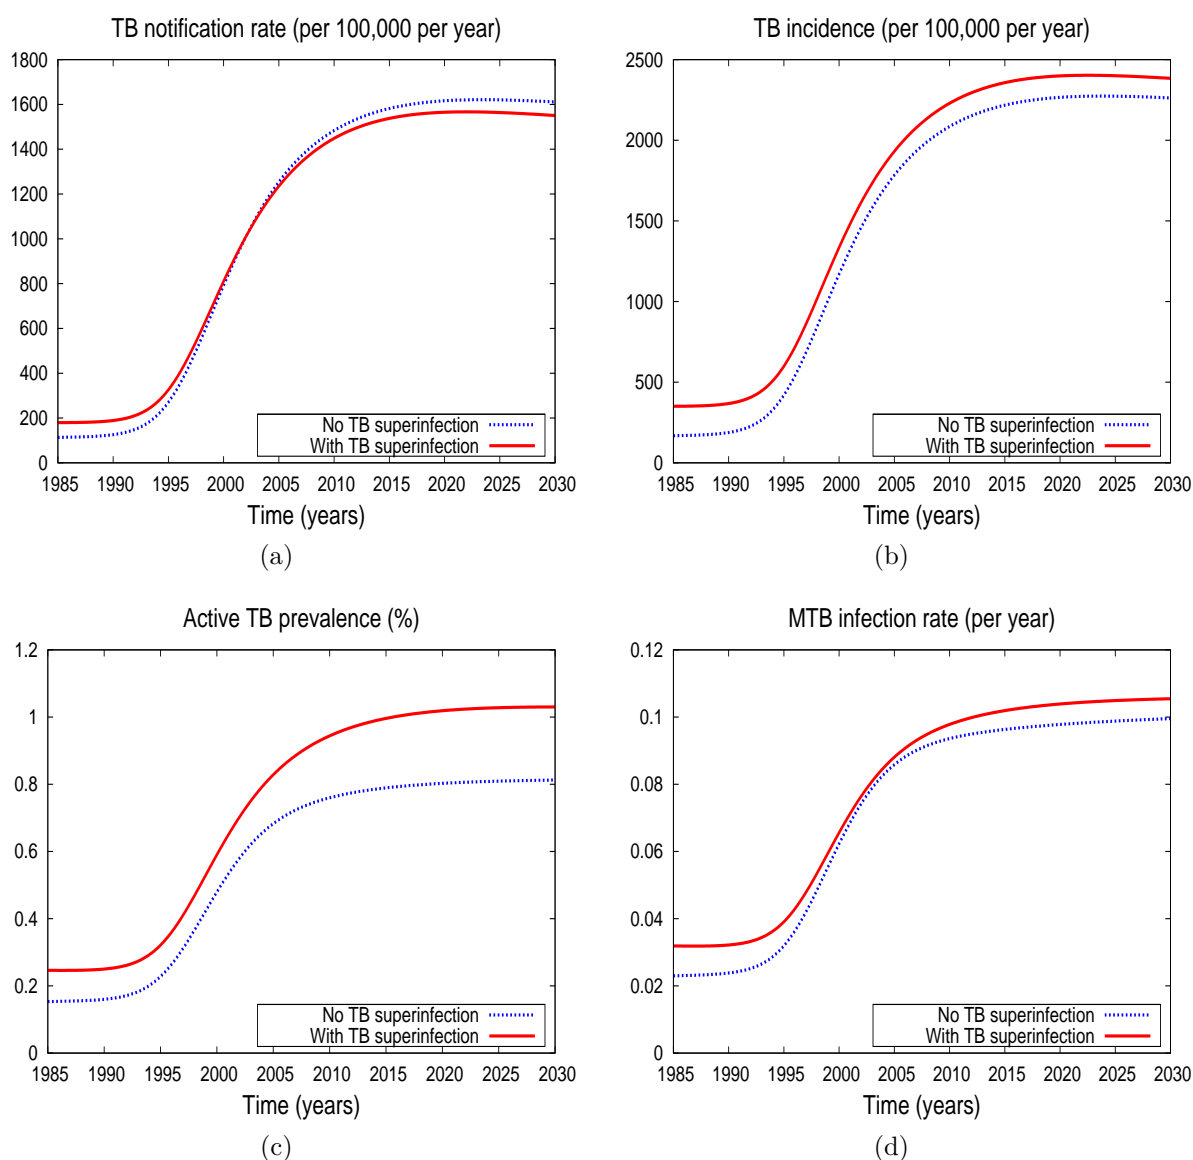 TB notification rate (per 100,000 per year)
1800
1600
1400
1200
1000
800
600
400
200
0
No TB superinfection
With TB superinfection
1985 1990 1995 2000 2005 2010 2015 2020 2025 2030
Time (years)
(a)
TB incidence (per 100,000 per year)
2500
2000
1500
1000
500
0
No TB superinfection
With TB superinfection
1985 1990 1995 2000 2005 2010 2015 2020 2025 2030
Time (years)
(b)
Active TB prevalence (%)
1.2
1
0.8
0.6
0.4
0.2
0
No TB superinfection
With TB superinfection
1985 1990 1995 2000 2005 2010 2015 2020 2025 2030
Time (years)
(c)
MTB infection rate (per year)
0.12
0.1
0.08
0.06
0.04
0.02
0
No TB superinfection
With TB superinfection
1985 1990 1995 2000 2005 2010 2015 2020 2025 2030
Time (years)
(d)